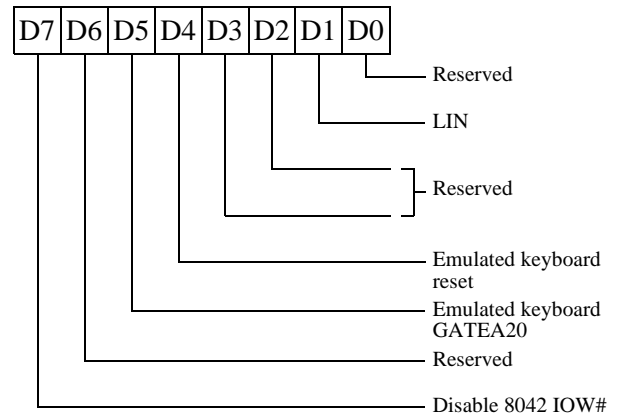 D7 D6 D5 D4 D3 D2 D1 D0
Reserved
LIN
Reserved
Emulated keyboard
reset
Emulated keyboard
GATEA20
Reserved
Disable 8042 IOW#